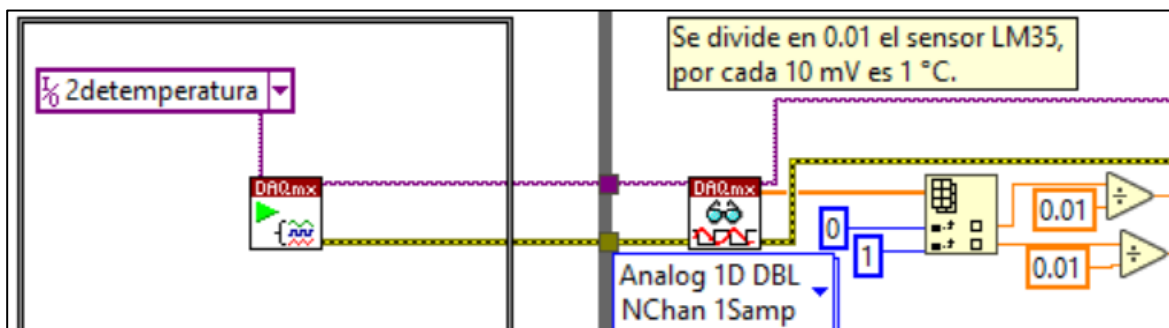 Se divide en 0.01 el sensor LM35,
por cada 10 mV es 1 °C.
I/O 2detemperatura
DAQmx
DAQmx
0
1
0.01
0.01
Analog 1D DBL
NChan 1Samp